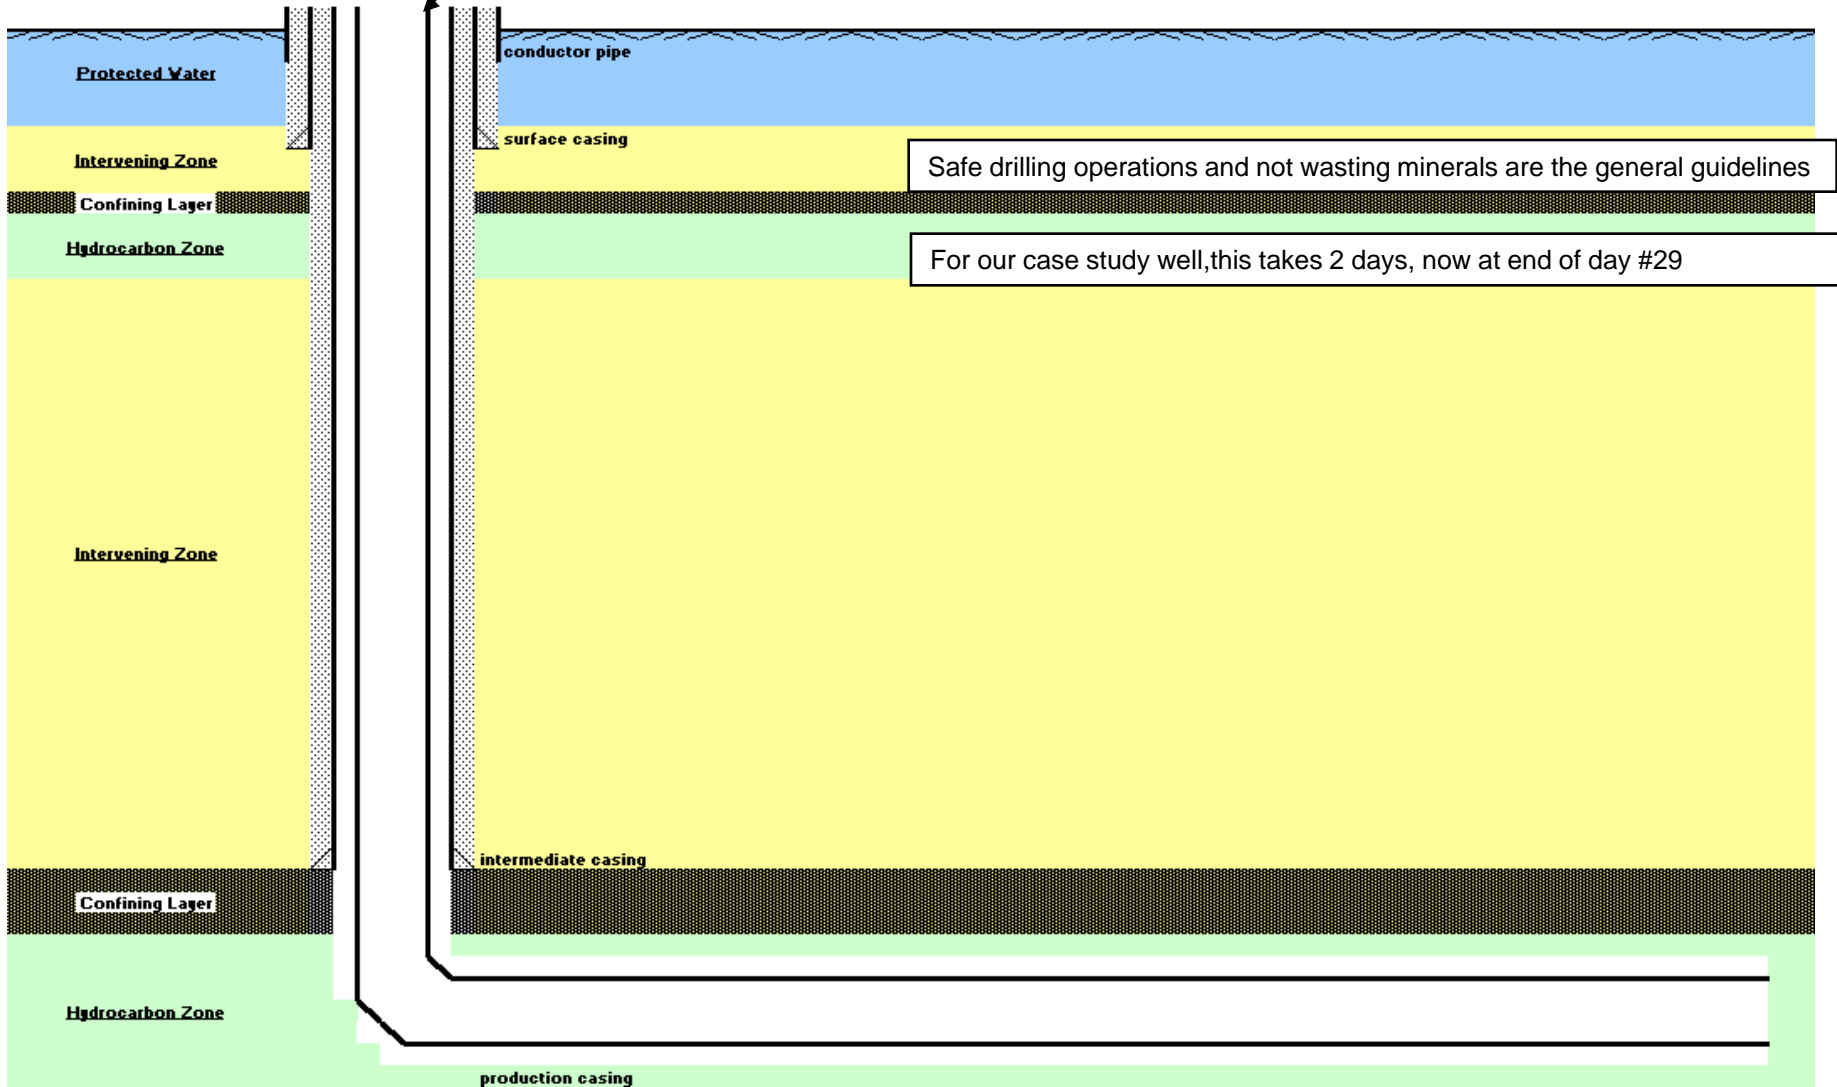 conductor pipe
Protected Water
surface casing
Intervening Zone
Safe drilling operations and not wasting minerals are the general guidelines
Confining Layer
Hydrocarbon Zone
For our case study well,this takes 2 days, now at end of day #29
Intervening Zone
intermediate casing
Confining Layer
Hydrocarbon Zone
production casing